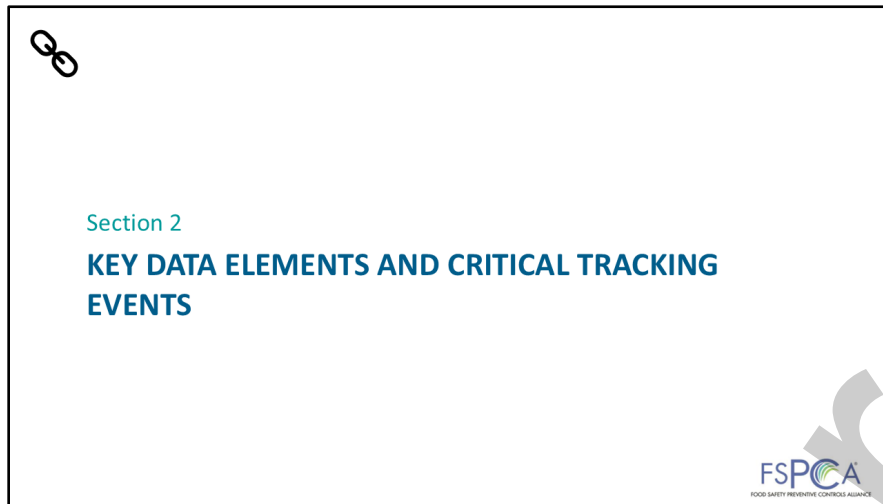 Section 2
KEY DATA ELEMENTS AND CRITICAL TRACKING
EVENTS
FSPCA
FOOD SAFETY PREVENTIVE CONTROLS ALLIANCE